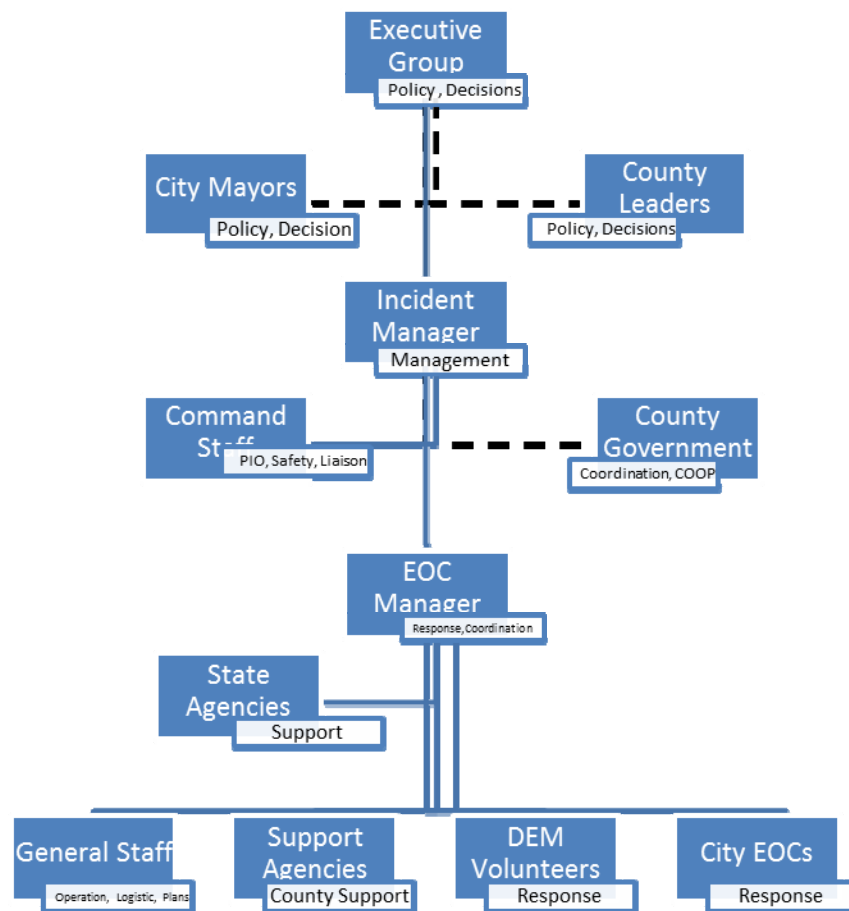 Executive
Group
Policy, Decisions
City Mayors
Policy, Decision
County
Leaders
Policy, Decisions
Incident
Manager
Management
Command
Staff
PIO, Safety, Liaison
County
Government
Coordination, COOP
EOC
Manager
Response,Coordination
State
Agencies
Support
General Staff
Operation, Logistic, Plans
Support
Agencies
County Support
DEM
Volunteers
Response
City EOCs
Response